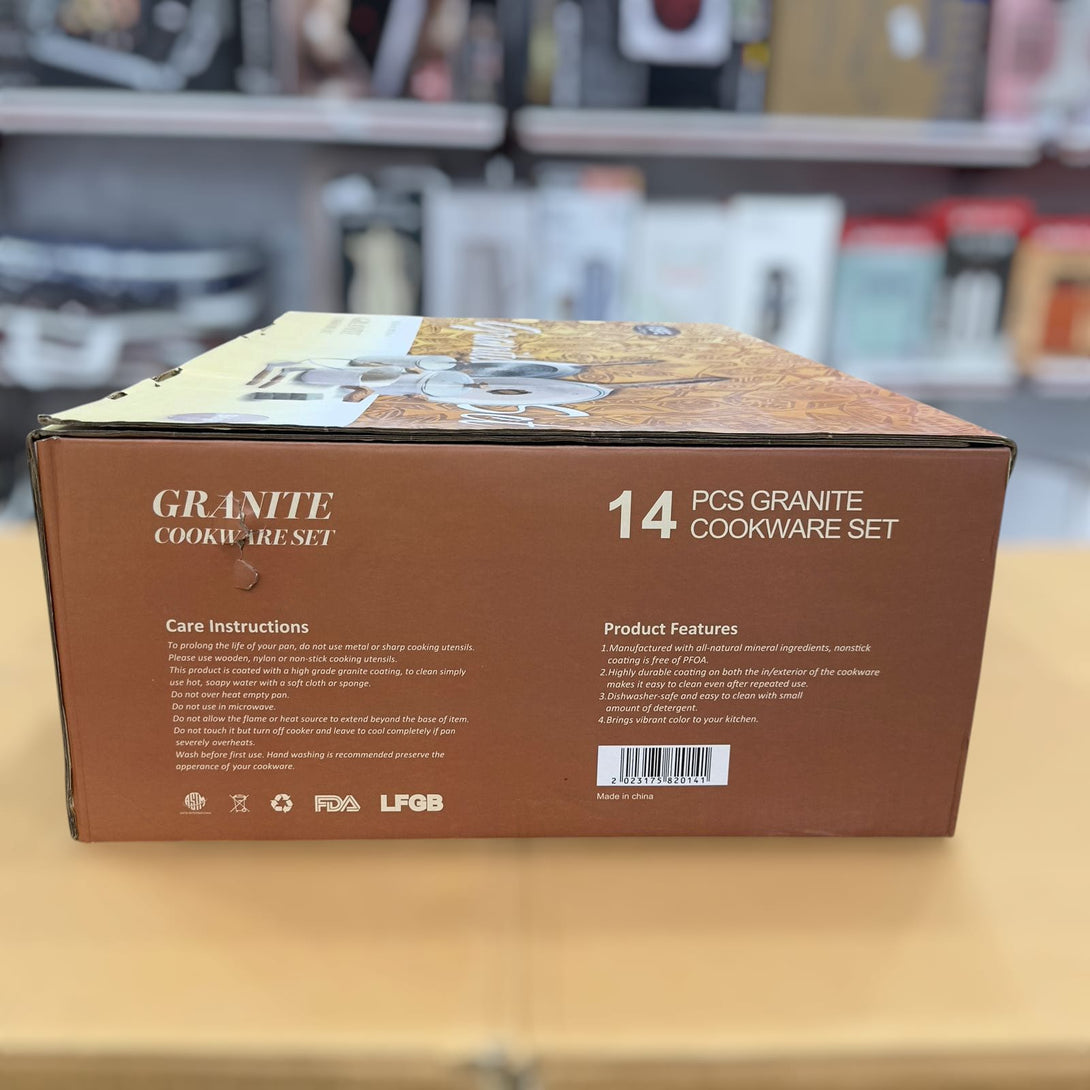 GRANITE
COOKWARE SET
14 PCS GRANITE
COOKWARE SET
Care Instructions
To prolong the life of your pan, do not use metal or sharp cooking utensils.
Please use wooden, nylon or non-stick cooking utensils.
This product is coated with a high grade granite coating, to clean simply
use hot, soapy water with a soft cloth or sponge.
Do not over heat empty pan.
Do not use in microwave.
Do not allow the flame or heat source to extend beyond the base of item.
Do not touch it but turn off cooker and leave to cool completely if pan
severely overheats.
Wash before first use. Hand washing is recommended preserve the
apperance of your cookware.
Product Features
1.Manufactured with all-natural mineral ingredients, nonstick
coating is free of PFOA.
2.Highly durable coating on both the in/exterior of the cookware
makes it easy to clean even after repeated use.
3.Dishwasher-safe and easy to clean with small
amount of detergent.
4.Brings vibrant color to your kitchen.
2 023175 820141
Made in china
ASTM
FDA
LFGB